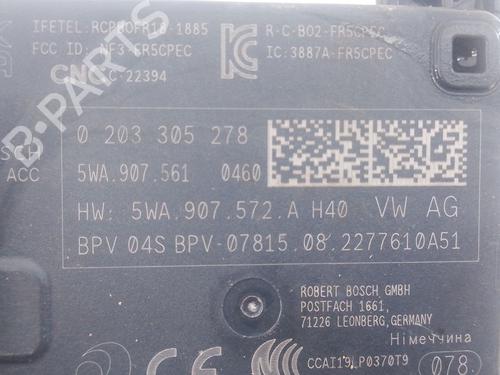 IFETEL: RCPBOFR18-1885
FCC ID: NF3-FR5CPEC
CNC C-22394
R-C-BO2-FR5CPEC
IC:3887A-FR5CPEC
0 203 305 278
ACC
5WA.907.561 0460
HW: 5WA.907.572.A H40 VW AG
BPV 04S BPV-07815.08.2277610A51
ROBERT BOSCH GMBH
POSTFACH 1661,
71226 LEONBERG,GERMANY
Німеччина
CCAI19LP0370T9
078
B-PARTS